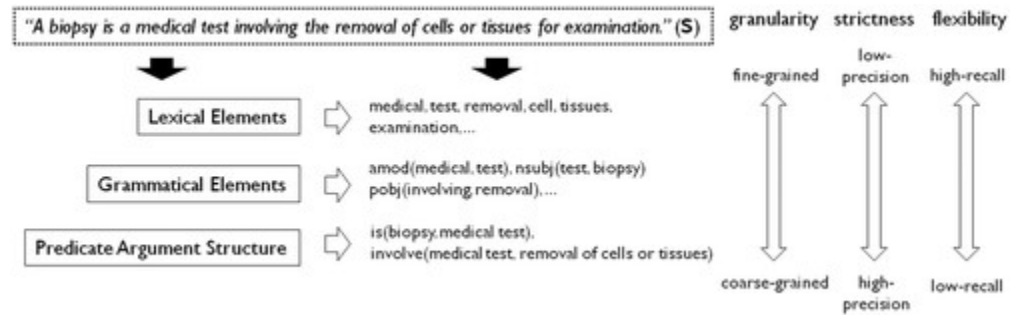 "A biopsy is a medical test involving the removal of cells or tissues for examination." (S)
granularity strictness flexibility
fine-grained low-precision high-recall
Lexical Elements
medical, test, removal, cell, tissues,
examination,...
Grammatical Elements
amod(medical, test), nsubj(test, biopsy)
pobj(involving, removal), ...
Predicate Argument Structure
is(biopsy, medical test),
involve(medical test, removal of cells or tissues)
coarse-grained high-precision low-recall